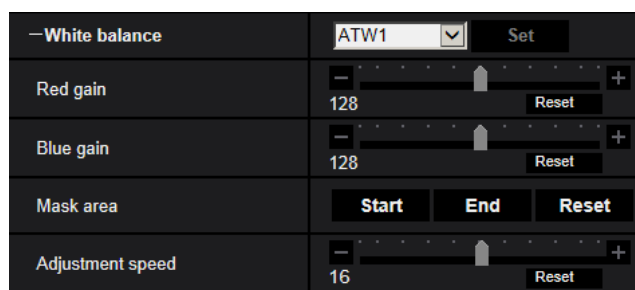 −White balance ATW1 Set
Red gain − +
128 Reset
Blue gain − +
128 Reset
Mask area Start End Reset
Adjustment speed − +
16 Reset